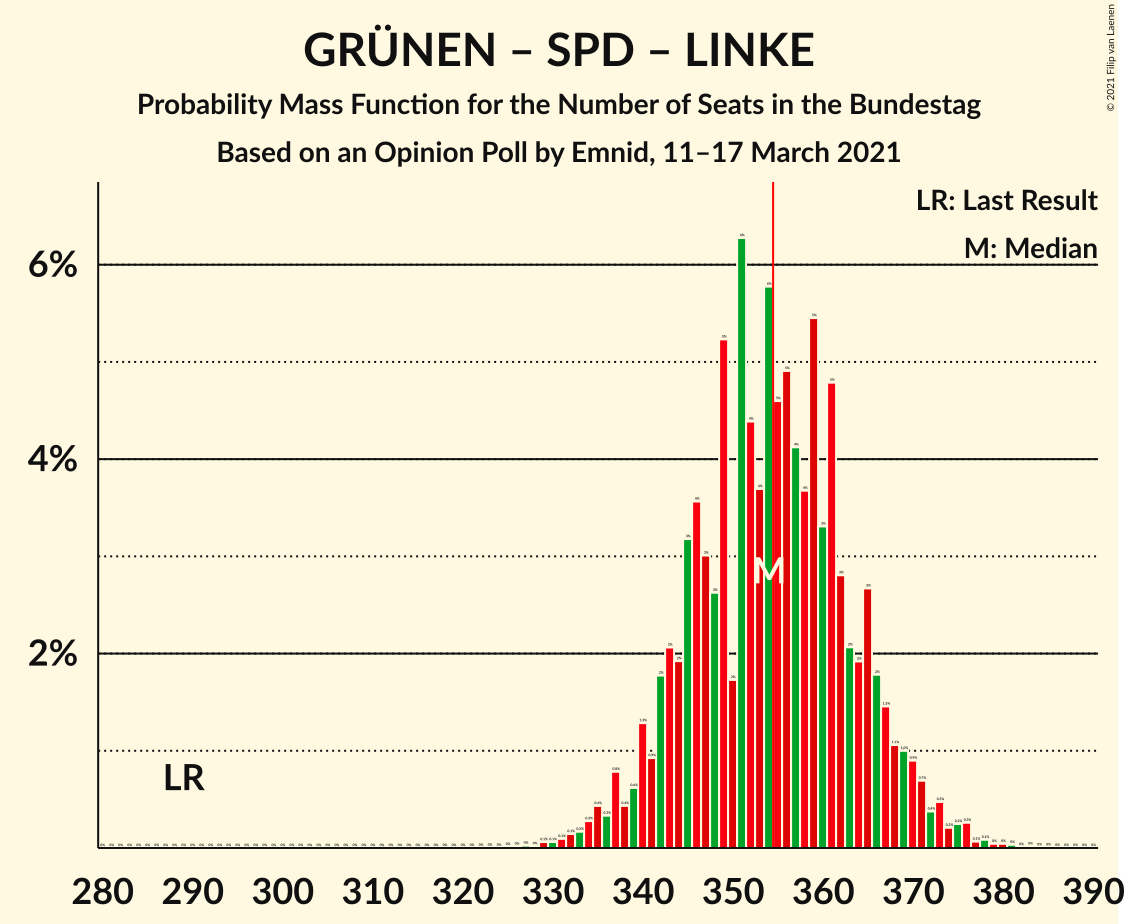 GRÜNEN – SPD – LINKE
Probability Mass Function for the Number of Seats in the Bundestag
Based on an Opinion Poll by Emnid, 11–17 March 2021
© 2021 Filip van Laenen
LR: Last Result
M: Median
6%
4%
2%
M
LR
280 290 300 310 320 330 340 350 360 370 380 390